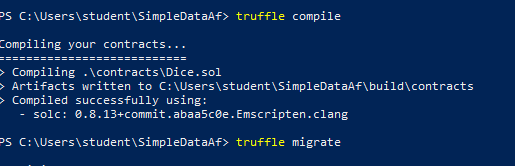 PS C:\Users\student\SimpleDataAf> truffle compile
Compiling your contracts...
===========================
> Compiling .\contracts\Dice.sol
> Artifacts written to C:\Users\student\SimpleDataAf\build\contracts
> Compiled successfully using:
   - solc: 0.8.13+commit.abaa5c0e.Emscripten.clang
PS C:\Users\student\SimpleDataAf> truffle migrate